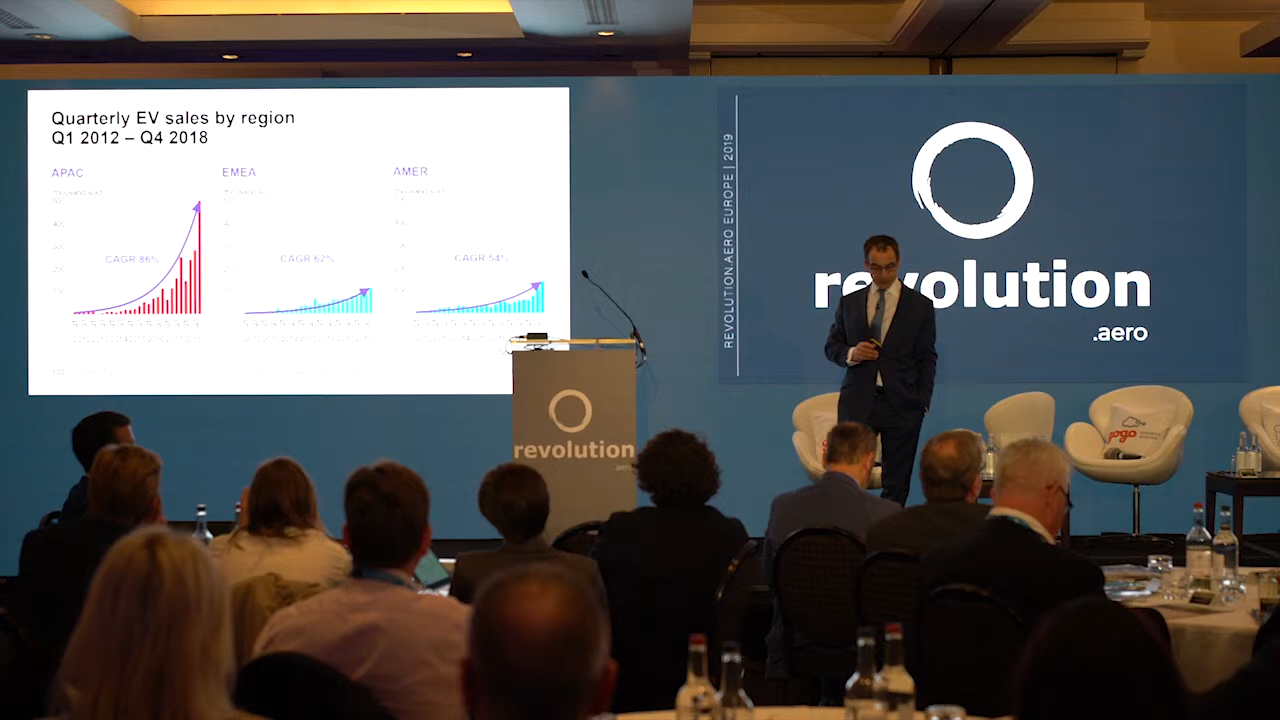 Quarterly EV sales by region
Q1 2012 – Q4 2018
APAC
EMEA
AMER
CAGR 86%
CAGR 62%
CAGR 54%
REVOLUTION.AERO EUROPE | 2019
revolution
.aero
revolution
.aero
gogo